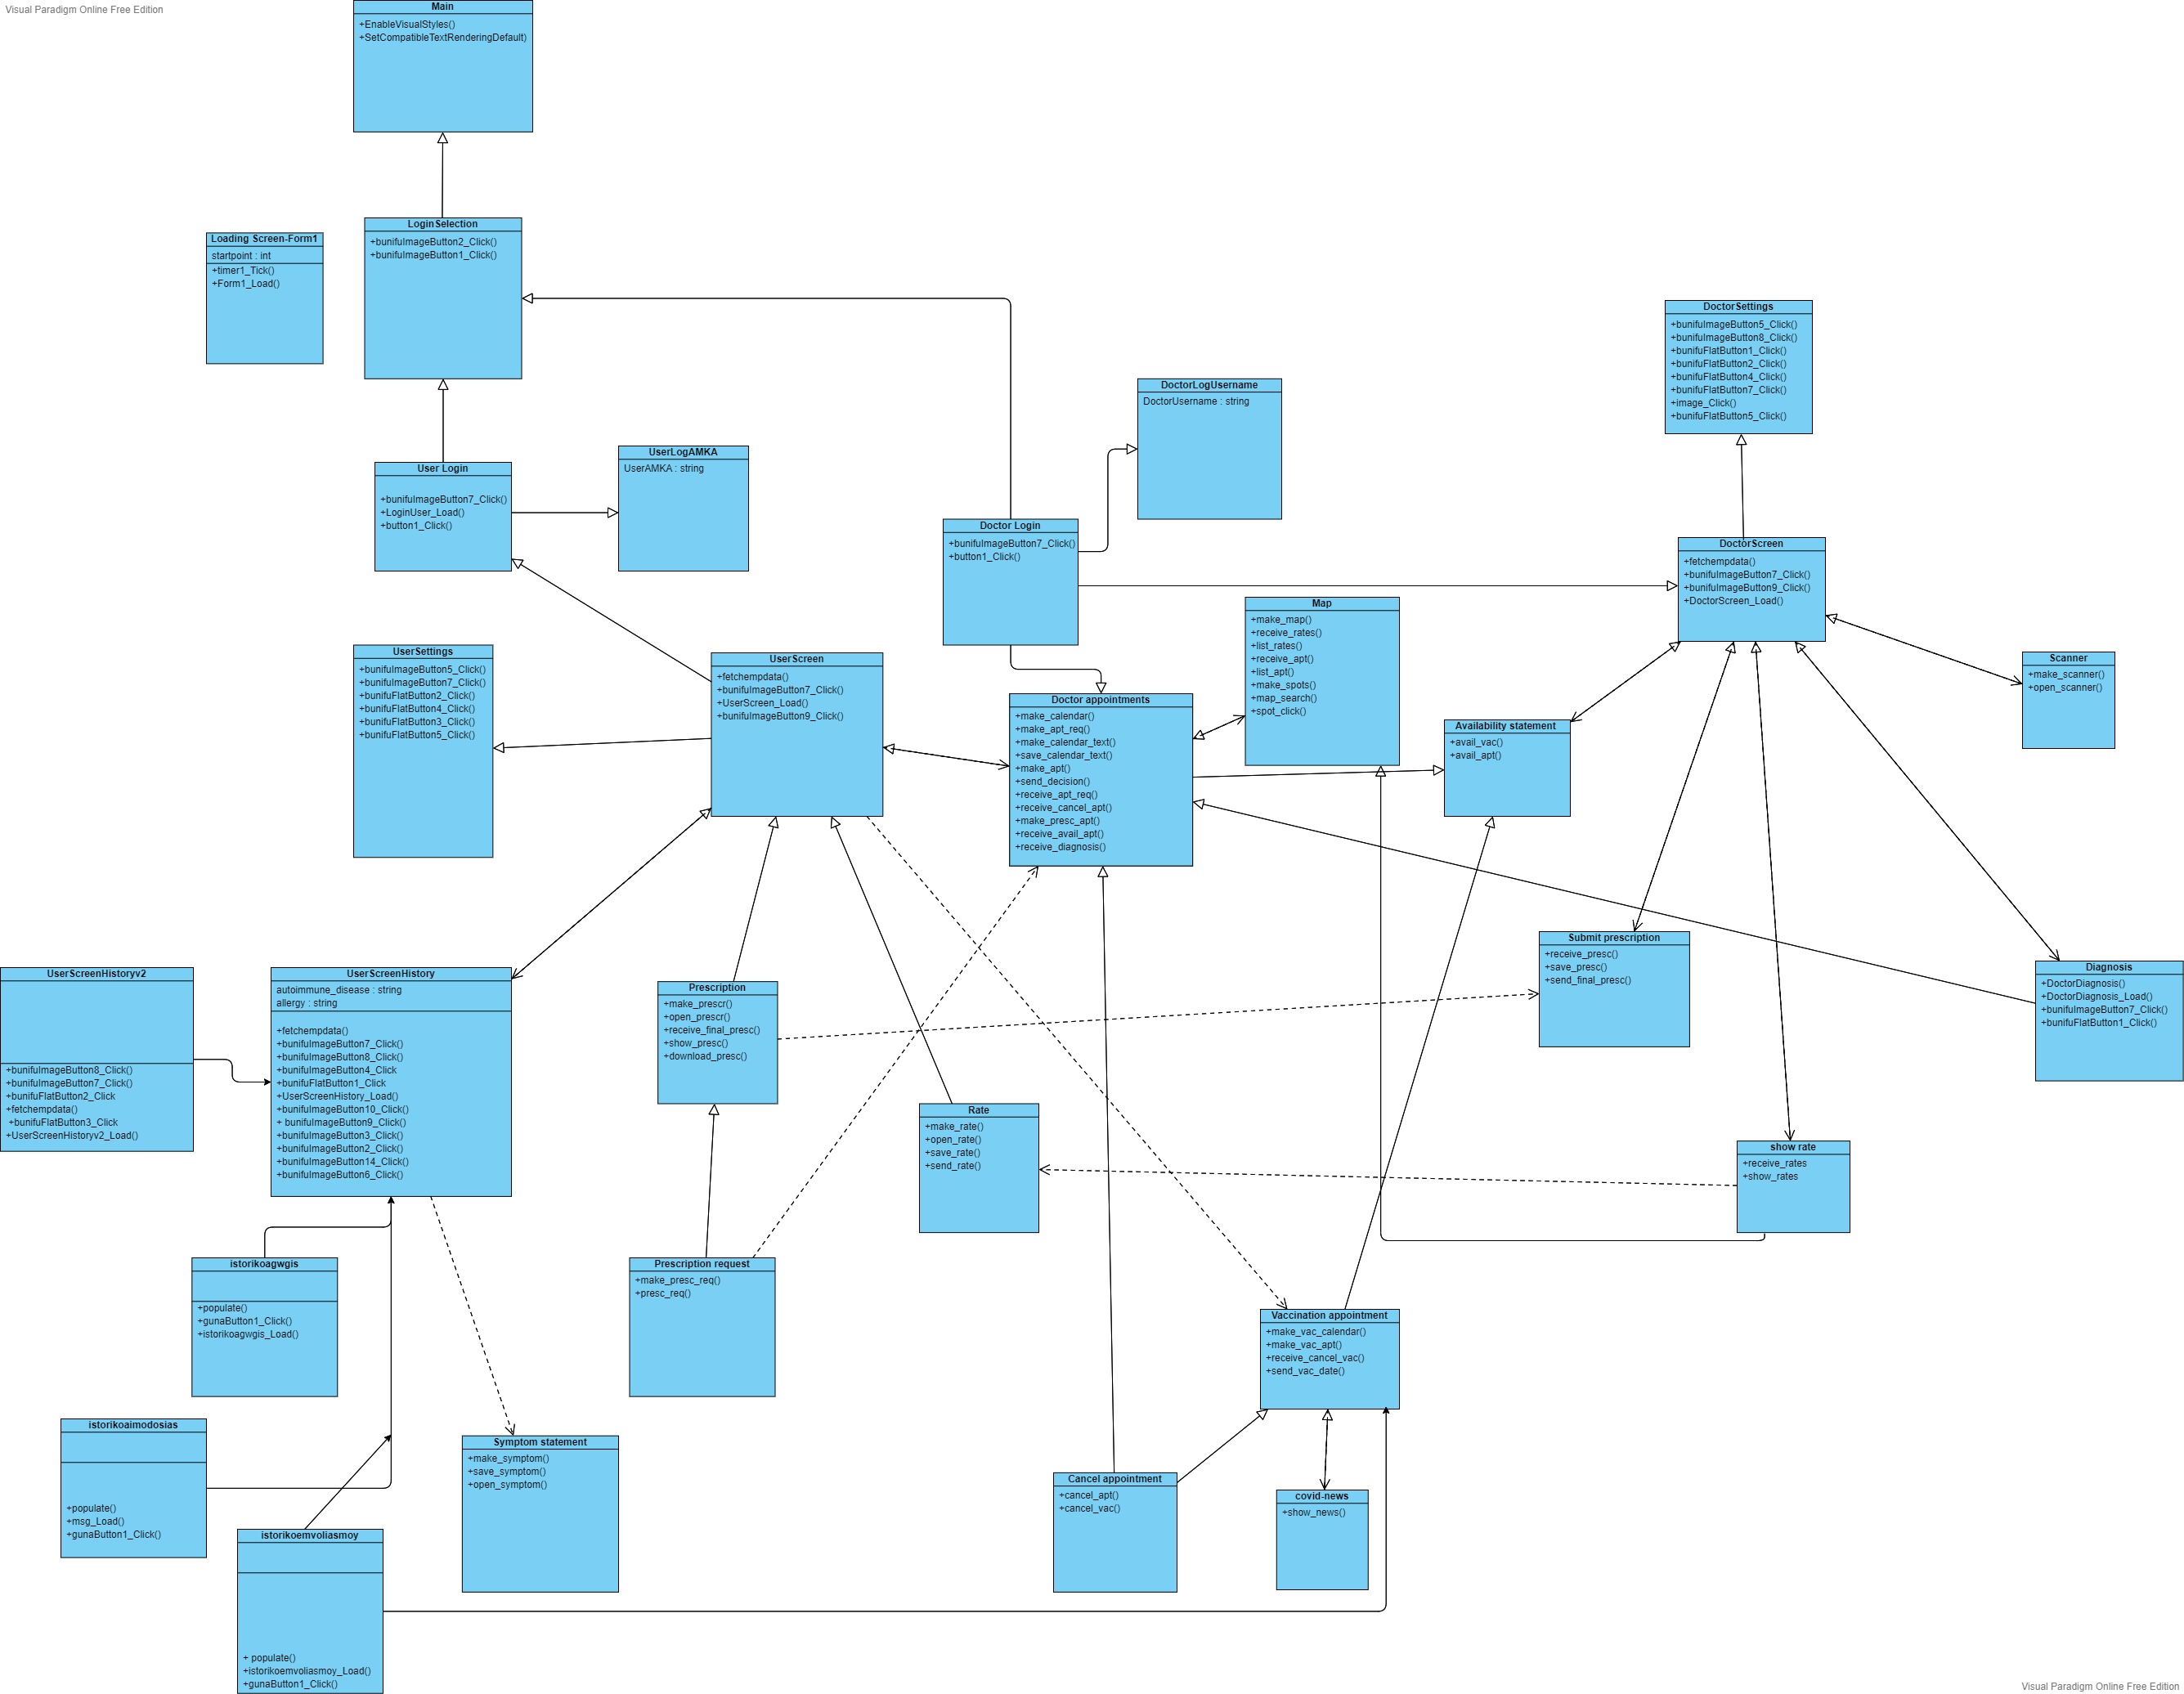 Visual Paradigm Online Free Edition
Main
+EnableVisualStyles()
+SetCompatibleTextRenderingDefault)
LoginSelection
+bunifuImageButton2_Click()
+bunifuImageButton1_Click()
Loading Screen-Form1
startpoint : int
+timer1_Tick()
+Form1_Load()
DoctorSettings
+bunifuImageButton5_Click()
+bunifuImageButton8_Click()
+bunifuFlatButton1_Click()
+bunifuFlatButton2_Click()
+bunifuFlatButton4_Click()
+bunifuFlatButton7_Click()
+image_Click()
+bunifuFlatButton5_Click()
DoctorLogUsername
DoctorUsername : string
UserLogAMKA
UserAMKA : string
User Login
+bunifuImageButton7_Click()
+LoginUser_Load()
+button1_Click()
Doctor Login
+bunifuImageButton7_Click()
+button1_Click()
DoctorScreen
+fetchempdata()
+bunifuImageButton7_Click()
+bunifuImageButton9_Click()
+DoctorScreen_Load()
Map
+make_map()
+receive_rates()
+list_rates()
+receive_apt()
+list_apt()
+make_spots()
+map_search()
+spot_click()
UserSettings
+bunifuImageButton5_Click()
+bunifuImageButton7_Click()
+bunifuFlatButton2_Click()
+bunifuFlatButton4_Click()
+bunifuFlatButton3_Click()
+bunifuFlatButton5_Click()
UserScreen
+fetchempdata()
+bunifuImageButton7_Click()
+UserScreen_Load()
+bunifuImageButton9_Click()
Scanner
+make_scanner()
+open_scanner()
Doctor appointments
+make_calendar()
+make_apt_req()
+make_calendar_text()
+save_calendar_text()
+make_apt()
+send_decision()
+receive_apt_req()
+receive_cancel_apt()
+make_presc_apt()
+receive_avail_apt()
+receive_diagnosis()
Availability statement
+avail_vac()
+avail_apt()
Submit prescription
+receive_presc()
+save_presc()
+send_final_presc()
Diagnosis
+DoctorDiagnosis()
+DoctorDiagnosis_Load()
+bunifuImageButton7_Click()
+bunifuFlatButton1_Click()
UserScreenHistoryv2
+bunifuImageButton8_Click()
+bunifuImageButton7_Click()
+bunifuFlatButton2_Click
+fetchempdata()
+bunifuFlatButton3_Click
+UserScreenHistoryv2_Load()
UserScreenHistory
autoimmune_disease : string
allergy : string
+fetchempdata()
+bunifuImageButton7_Click()
+bunifuImageButton8_Click()
+bunifuImageButton4_Click
+bunifuFlatButton1_Click
+UserScreenHistory_Load()
+bunifuImageButton10_Click()
+ bunifuImageButton9_Click()
+bunifuImageButton3_Click()
+bunifuImageButton2_Click()
+bunifuImageButton14_Click()
+bunifuImageButton6_Click()
Prescription
+make_prescr()
+open_prescr()
+receive_final_presc()
+show_presc()
+download_presc()
Rate
+make_rate()
+open_rate()
+save_rate()
+send_rate()
show rate
+receive_rates
+show_rates
istorikoagwgis
+populate()
+gunaButton1_Click()
+istorikoagwgis_Load()
Prescription request
+make_presc_req()
+presc_req()
Vaccination appointment
+make_vac_calendar()
+make_vac_apt()
+receive_cancel_vac()
+send_vac_date()
istorikoaimodosias
+populate()
+msg_Load()
+gunaButton1_Click()
Symptom statement
+make_symptom()
+save_symptom()
+open_symptom()
Cancel appointment
+cancel_apt()
+cancel_vac()
covid-news
+show_news()
istorikoemvoliasmoy
+ populate()
+istorikoemvoliasmoy_Load()
+gunaButton1_Click()
Visual Paradigm Online Free Edition